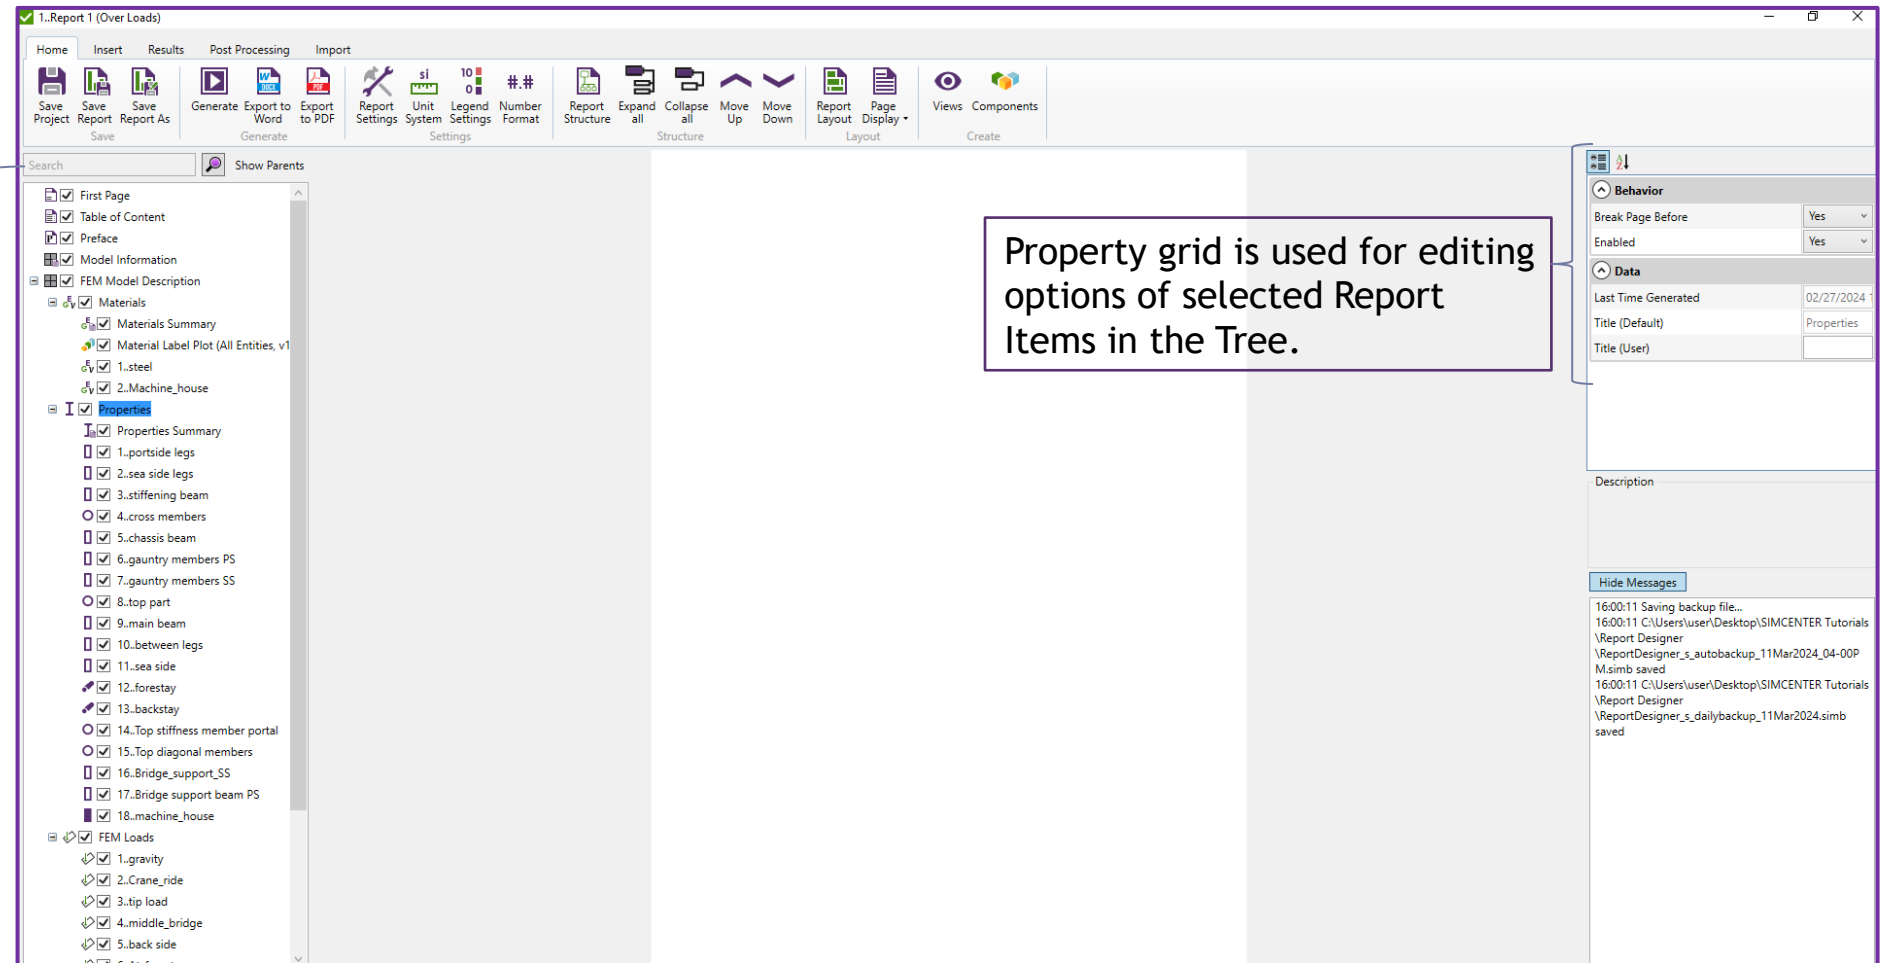 1..Report 1 (Over Loads)
Home Insert Results Post Processing Import
Save Project
Save Report
Save Report As
Save
Generate
Export to Word
Export to PDF
Generate
Report Settings
Unit System
Legend Settings
Number Format
Settings
Report Structure
Expand all
Collapse all
Move Up
Move Down
Structure
Report Layout
Page Display
Layout
Views
Components
Create
Search
Show Parents
First Page
Table of Content
Preface
Model Information
FEM Model Description
Materials
Materials Summary
Material Label Plot (All Entities, v1
1..steel
2..Machine_house
Properties
Properties Summary
1..portside legs
2..sea side legs
3..stiffening beam
4..cross members
5..chassis beam
6..gauntry members PS
7..gauntry members SS
8..top part
9..main beam
10..between legs
11..sea side
12..forestay
13..backstay
14..Top stiffness member portal
15..Top diagonal members
16..Bridge_support_SS
17..Bridge support beam PS
18..machine_house
FEM Loads
1..gravity
2..Crane_ride
3..tip load
4..middle_bridge
5..back side
Property grid is used for editing
options of selected Report
Items in the Tree.
Behavior
Break Page Before Yes
Enabled Yes
Data
Last Time Generated 02/27/2024 1
Title (Default) Properties
Title (User)
Description
Hide Messages
16:00:11 Saving backup file...
16:00:11 C:\Users\user\Desktop\SIMCENTER Tutorials
\Report Designer
\ReportDesigner_s_autobackup_11Mar2024_04-00P
M.simb saved
16:00:11 C:\Users\user\Desktop\SIMCENTER Tutorials
\Report Designer
\ReportDesigner_s_dailybackup_11Mar2024.simb
saved